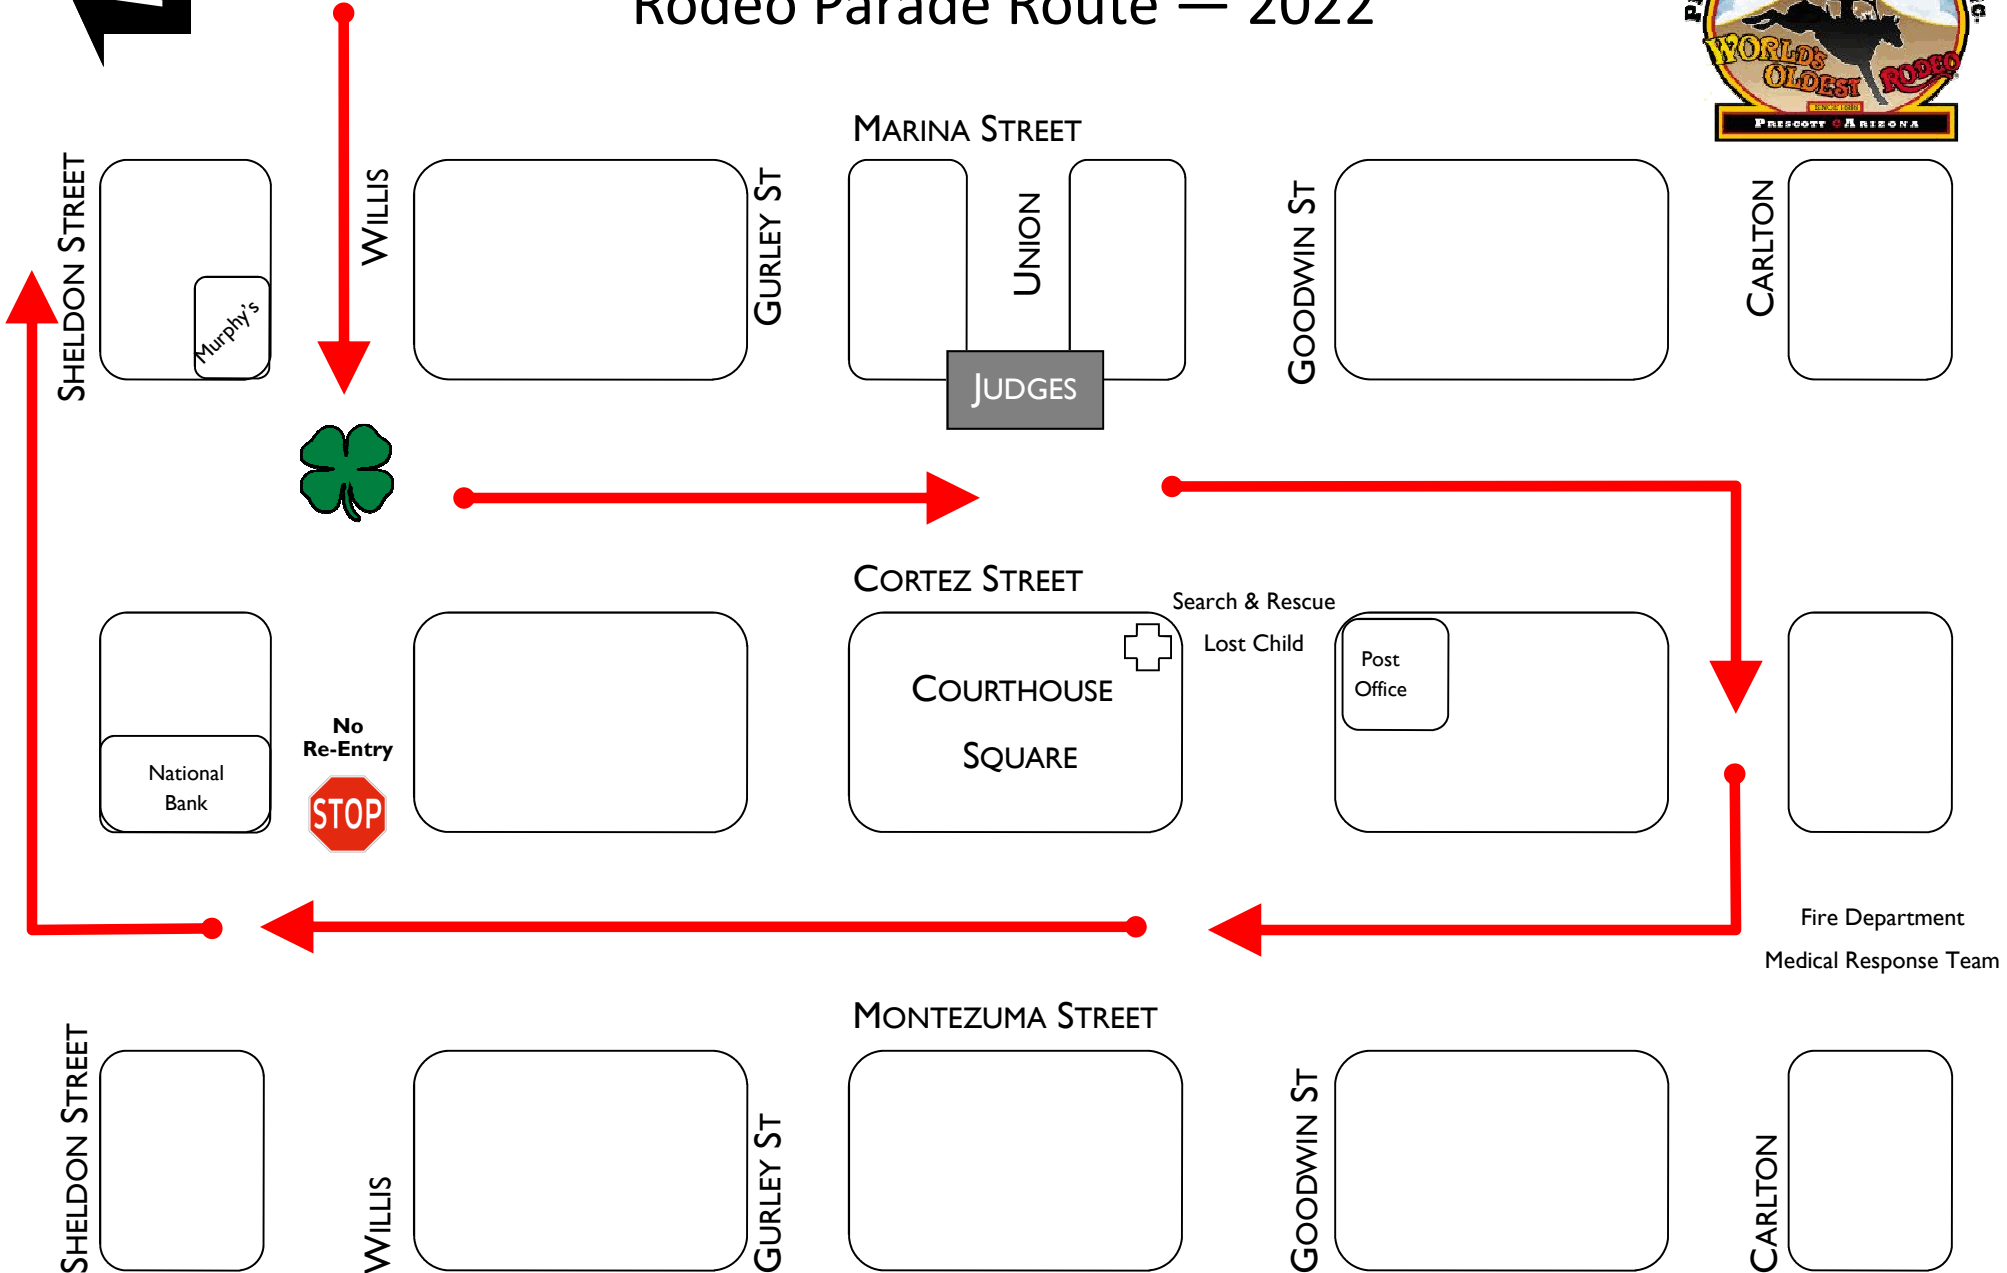 Rodeo Parade Route — 2022
WORLD'S
OLDEST RODEO
PRESCOTT ARIZONA
MARINA STREET
SHELDON STREET
WILLIS
GURLEY ST
UNION
GOODWIN ST
CARLTON
Murphy's
JUDGES
CORTEZ STREET
Search & Rescue
Lost Child
COURTHOUSE
SQUARE
Post
Office
No
Re-Entry
STOP
National
Bank
Fire Department
Medical Response Team
MONTEZUMA STREET
SHELDON STREET
WILLIS
GURLEY ST
GOODWIN ST
CARLTON